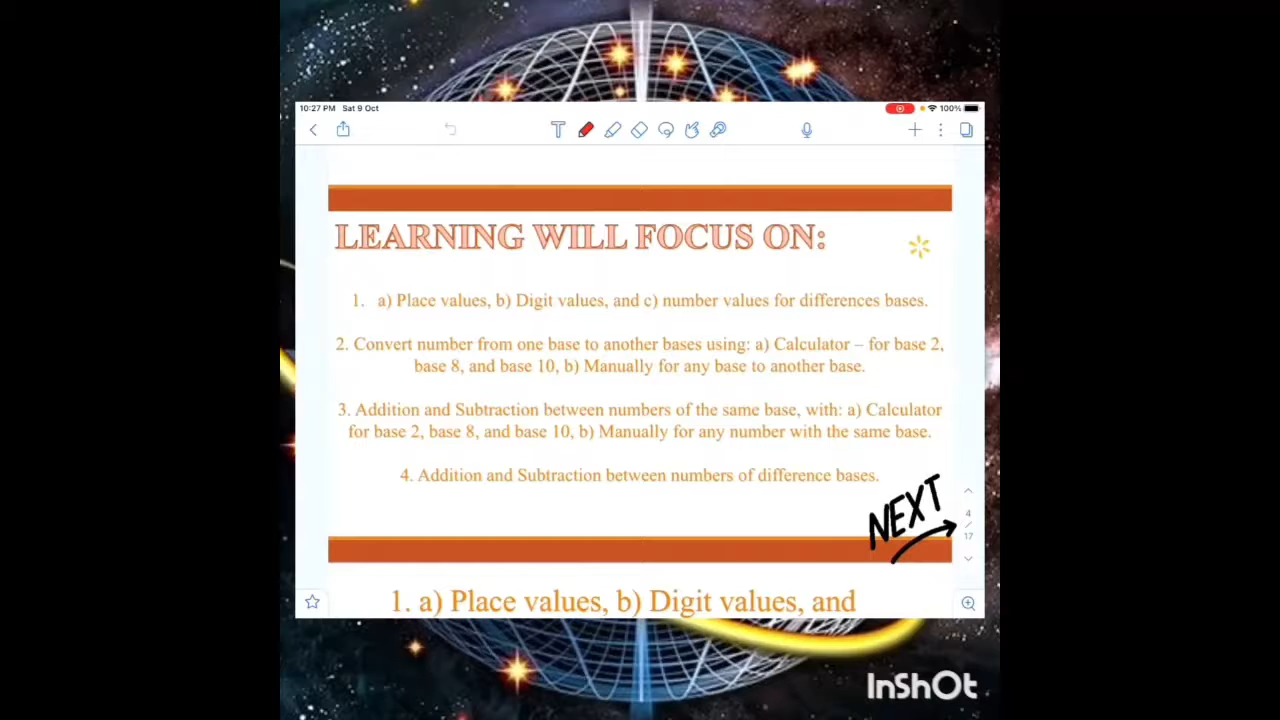 10:27 PM Sat 9 Oct
100%
LEARNING WILL FOCUS ON:
1. a) Place values, b) Digit values, and c) number values for differences bases.
2. Convert number from one base to another bases using: a) Calculator – for base 2,
base 8, and base 10, b) Manually for any base to another base.
3. Addition and Subtraction between numbers of the same base, with: a) Calculator
for base 2, base 8, and base 10, b) Manually for any number with the same base.
4. Addition and Subtraction between numbers of difference bases.
NEXT
4
/
17
1. a) Place values, b) Digit values, and
InShOt